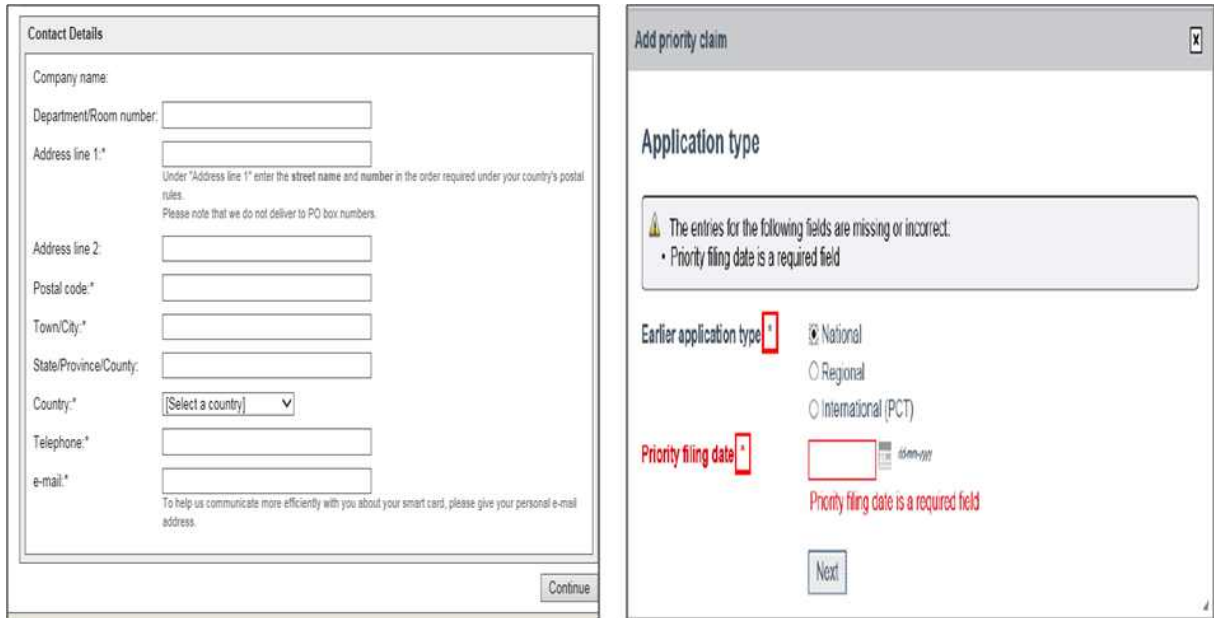 Contact Details
Company name:
Department/Room number:
Address line 1:*
Under "Address line 1" enter the street name and number in the order required under your country's postal
rules.
Please note that we do not deliver to PO box numbers.
Address line 2:
Postal code:*
Town/City:*
State/Province/County:
Country:*
[Select a country]
Telephone:*
e-mail:*
To help us communicate more efficiently with you about your smart card, please give your personal e-mail
address.
Continue
Add priority claim
x
Application type
The entries for the following fields are missing or incorrect:
• Priority filing date is a required field
Earlier application type *
National
Regional
International (PCT)
Priority filing date *
dd-mm-yyyy
Priority filing date is a required field
Next